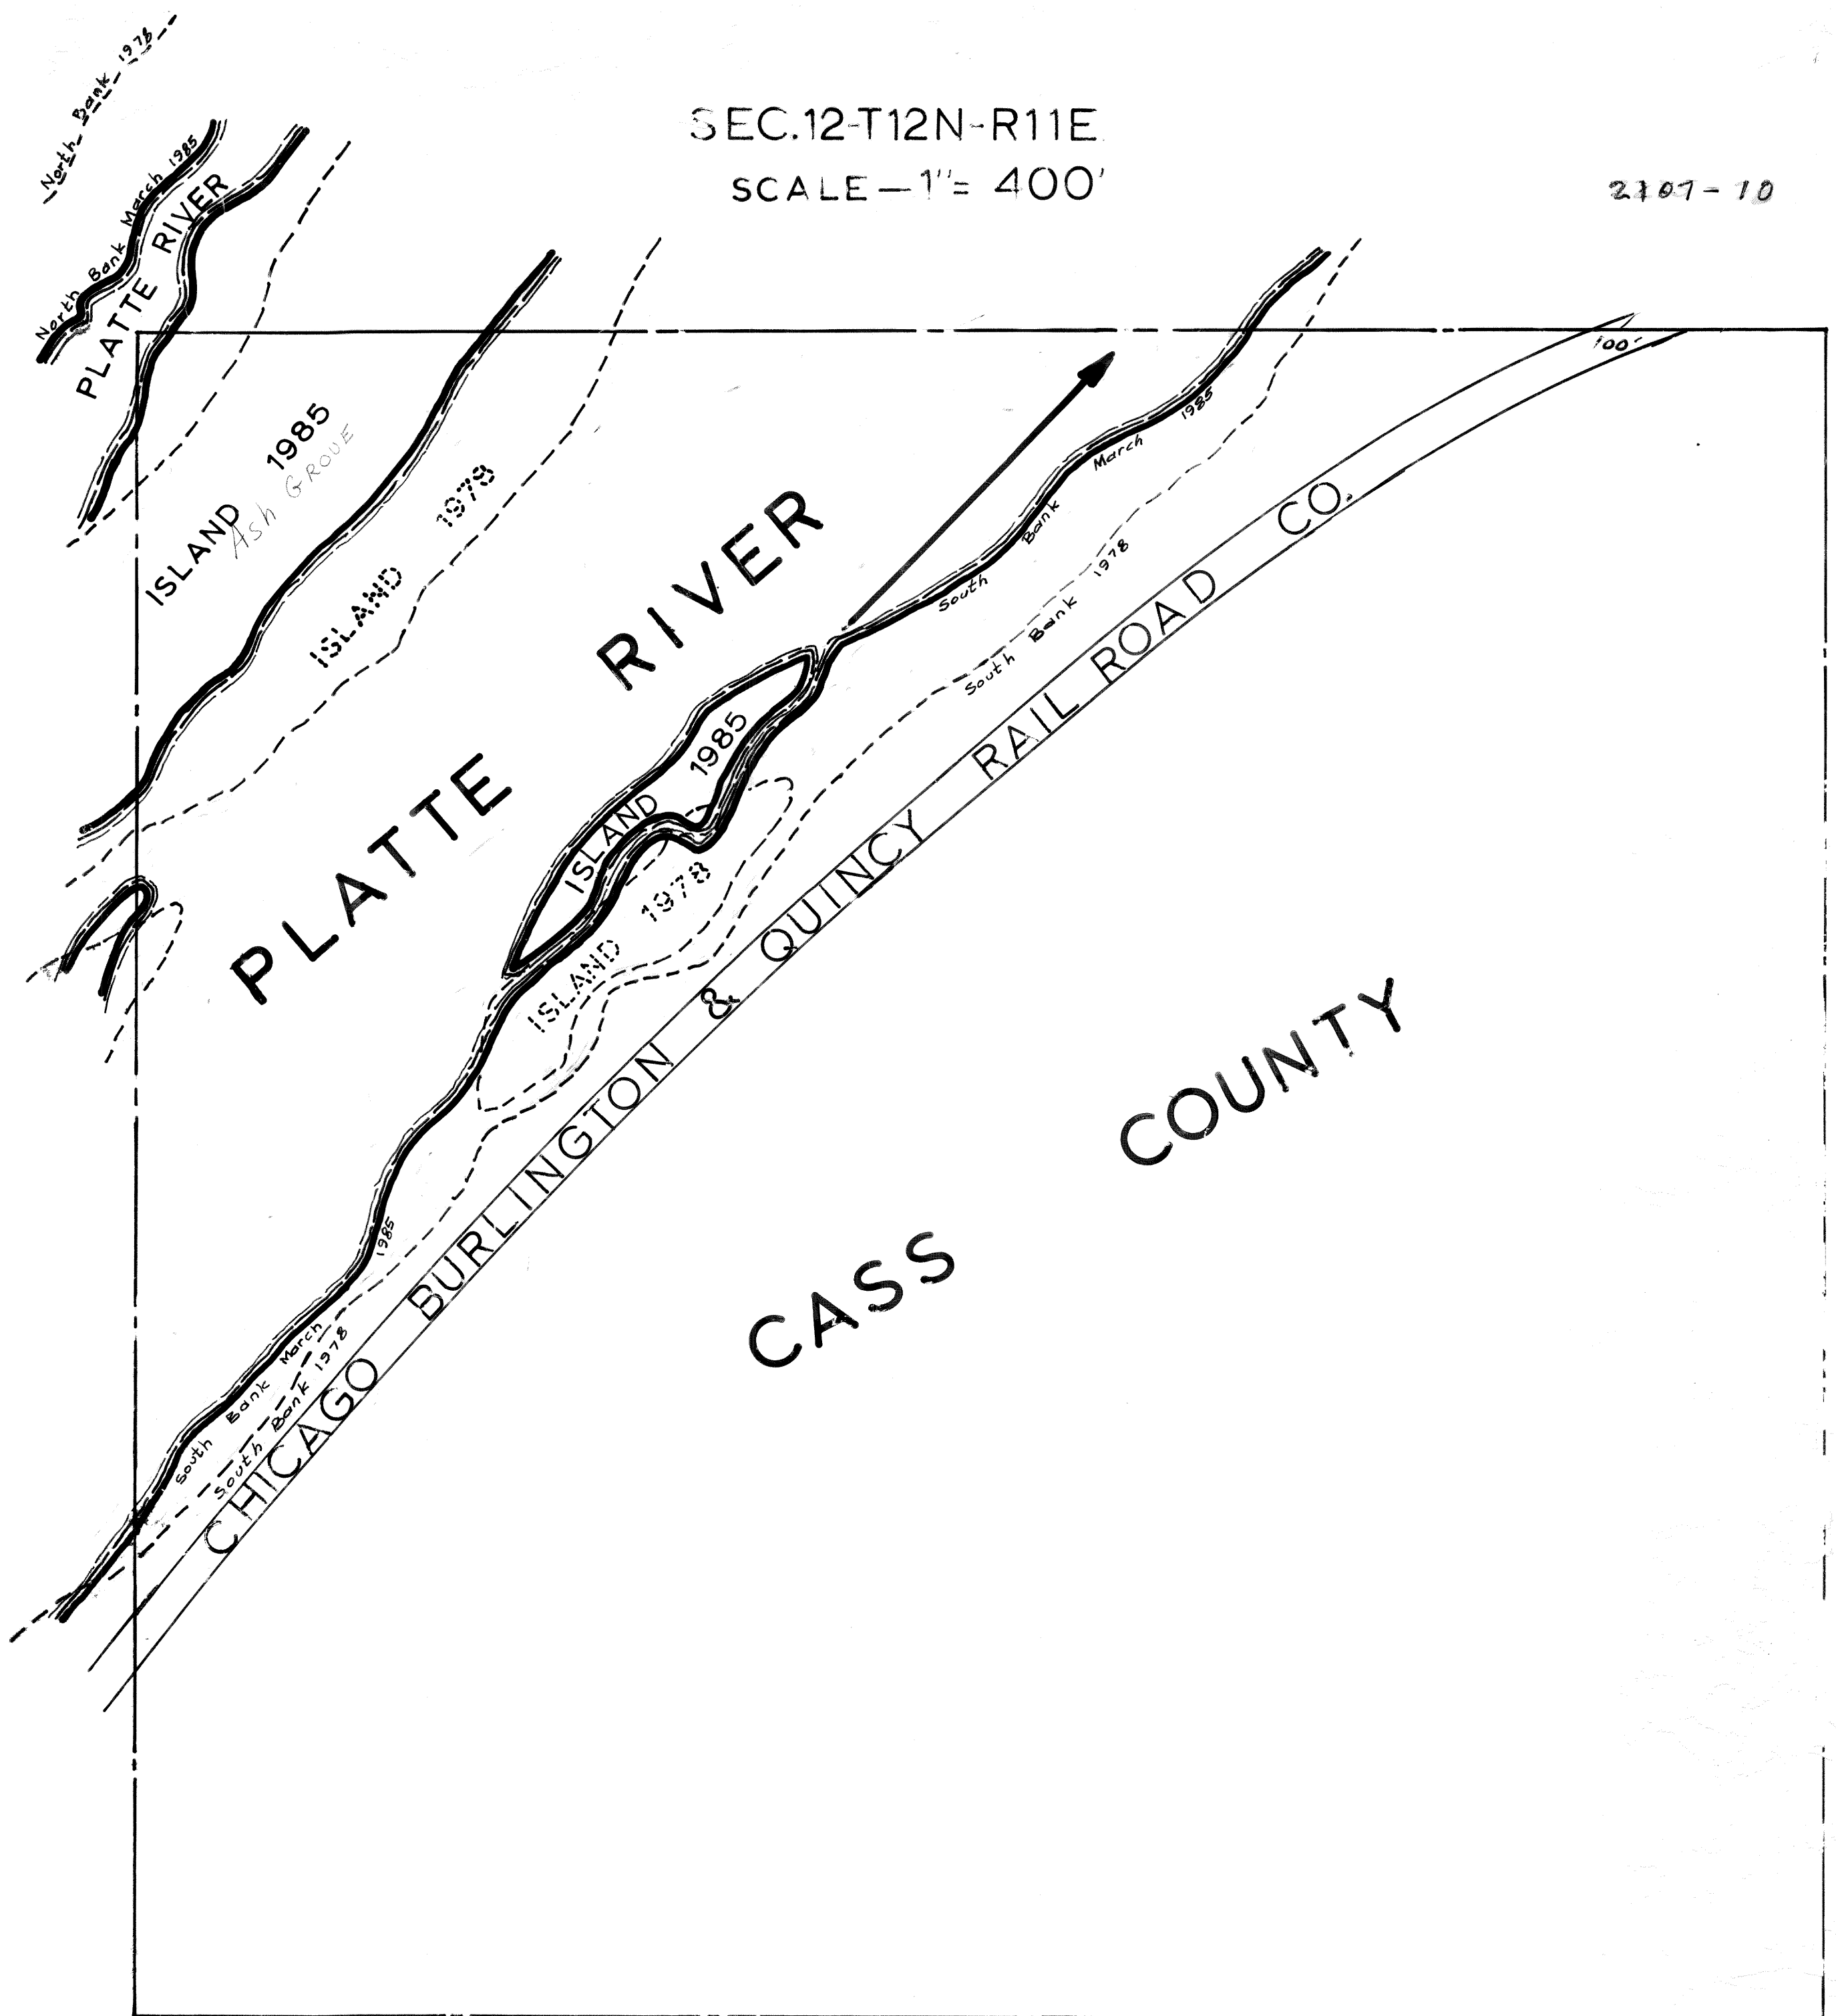 SEC.12-T12N-R11E
SCALE—1"= 400'
2107-10
North Bank 1978
North Bank March 1985
PLATTE RIVER
100'
ISLAND 1985
Ash GROVE
ISLAND 1978
PLATTE RIVER
South Bank March 1985
South Bank 1978
ISLAND 1985
ISLAND 1978
CHICAGO BURLINGTON & QUINCY RAIL ROAD CO.
CASS COUNTY
South Bank March 1985
South Bank 1978